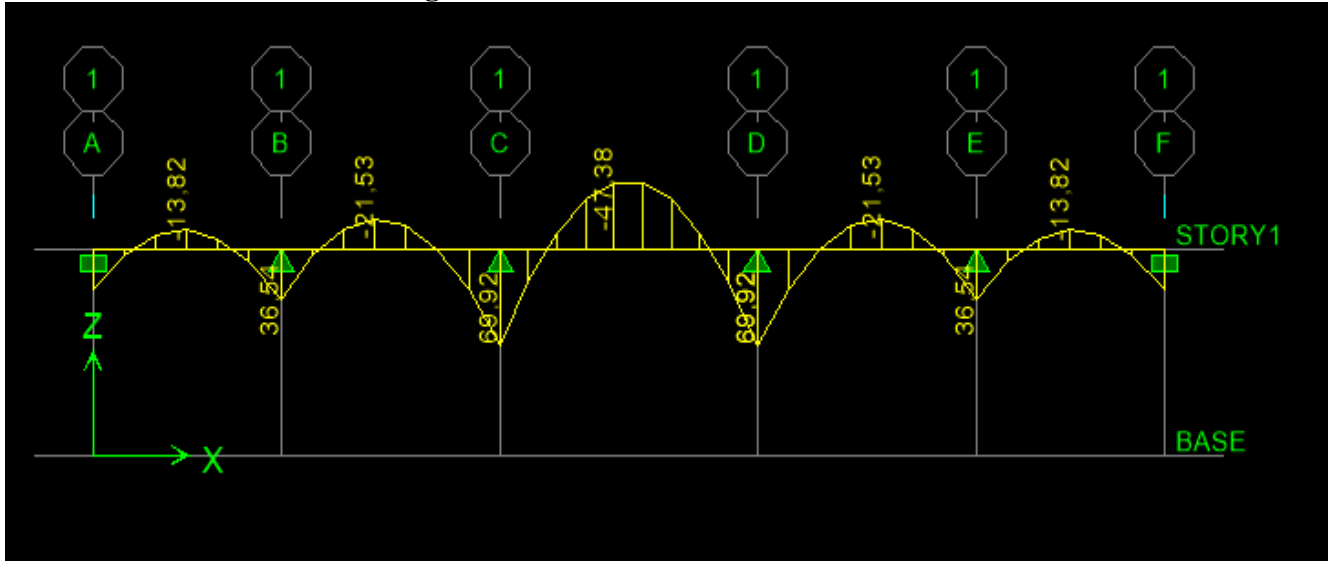 1 1 1 1 1 1
A B C D E F
-13,82 -21,53 -47,38 -21,53 -13,82
STORY1
36,54 69,92 69,92 36,54
Z
X
BASE